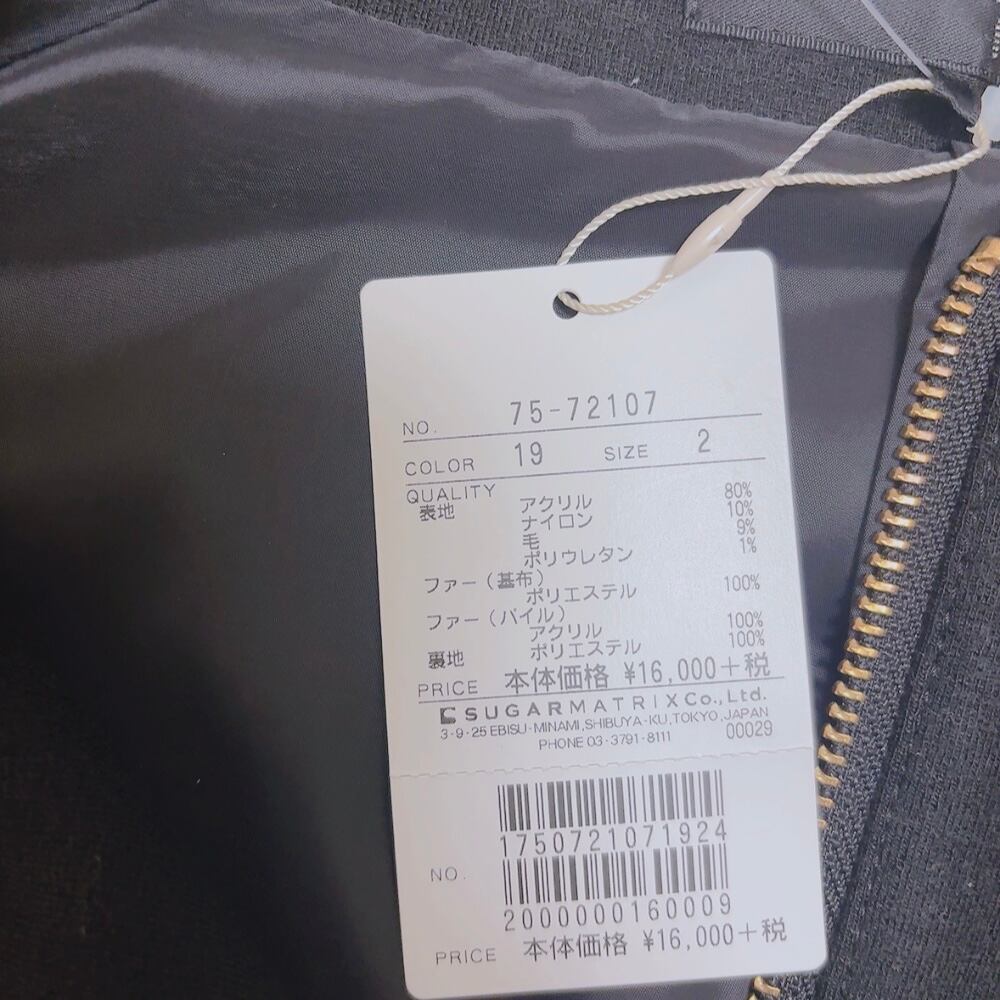 NO. 75-72107
COLOR 19 SIZE 2
QUALITY
表地 アクリル 80%
ナイロン 10%
毛 9%
ポリウレタン 1%
ファー(基布)
ポリエステル 100%
ファー(パイル)
アクリル 100%
裏地 ポリエステル 100%
PRICE 本体価格 ¥16,000+税
SUGARMATRIX Co., Ltd.
3-9-25 EBISU-MINAMI, SHIBUYA-KU, TOKYO, JAPAN
PHONE 03-3791-8111 00029
1750721071924
NO.
2000000160009
PRICE 本体価格 ¥16,000+税